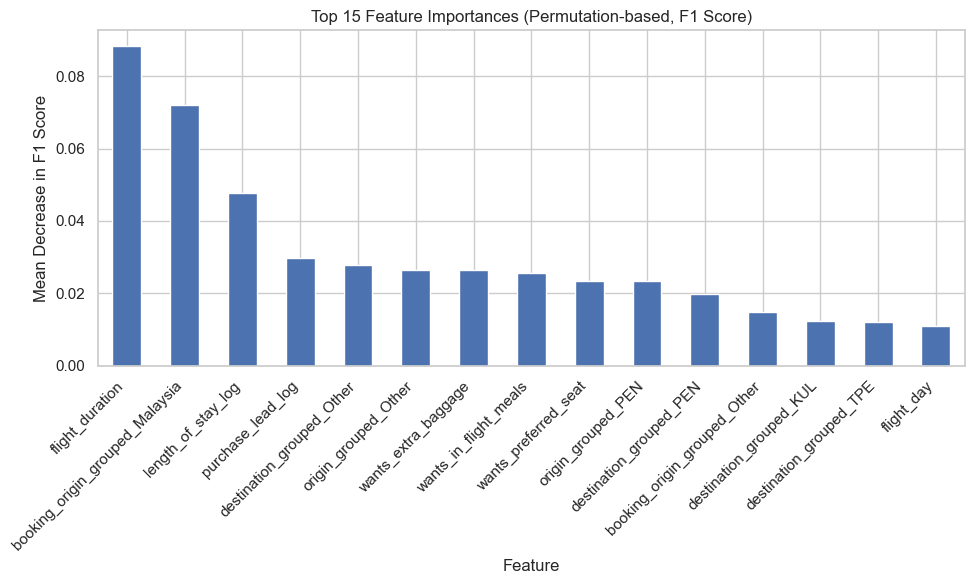 Top 15 Feature Importances (Permutation-based, F1 Score)
Mean Decrease in F1 Score
0.08
0.06
0.04
0.02
0.00
flight_duration
booking_origin_grouped_Malaysia
length_of_stay_log
purchase_lead_log
destination_grouped_Other
origin_grouped_Other
wants_extra_baggage
wants_in_flight_meals
wants_preferred_seat
origin_grouped_PEN
destination_grouped_PEN
booking_origin_grouped_Other
destination_grouped_KUL
destination_grouped_TPE
flight_day
Feature